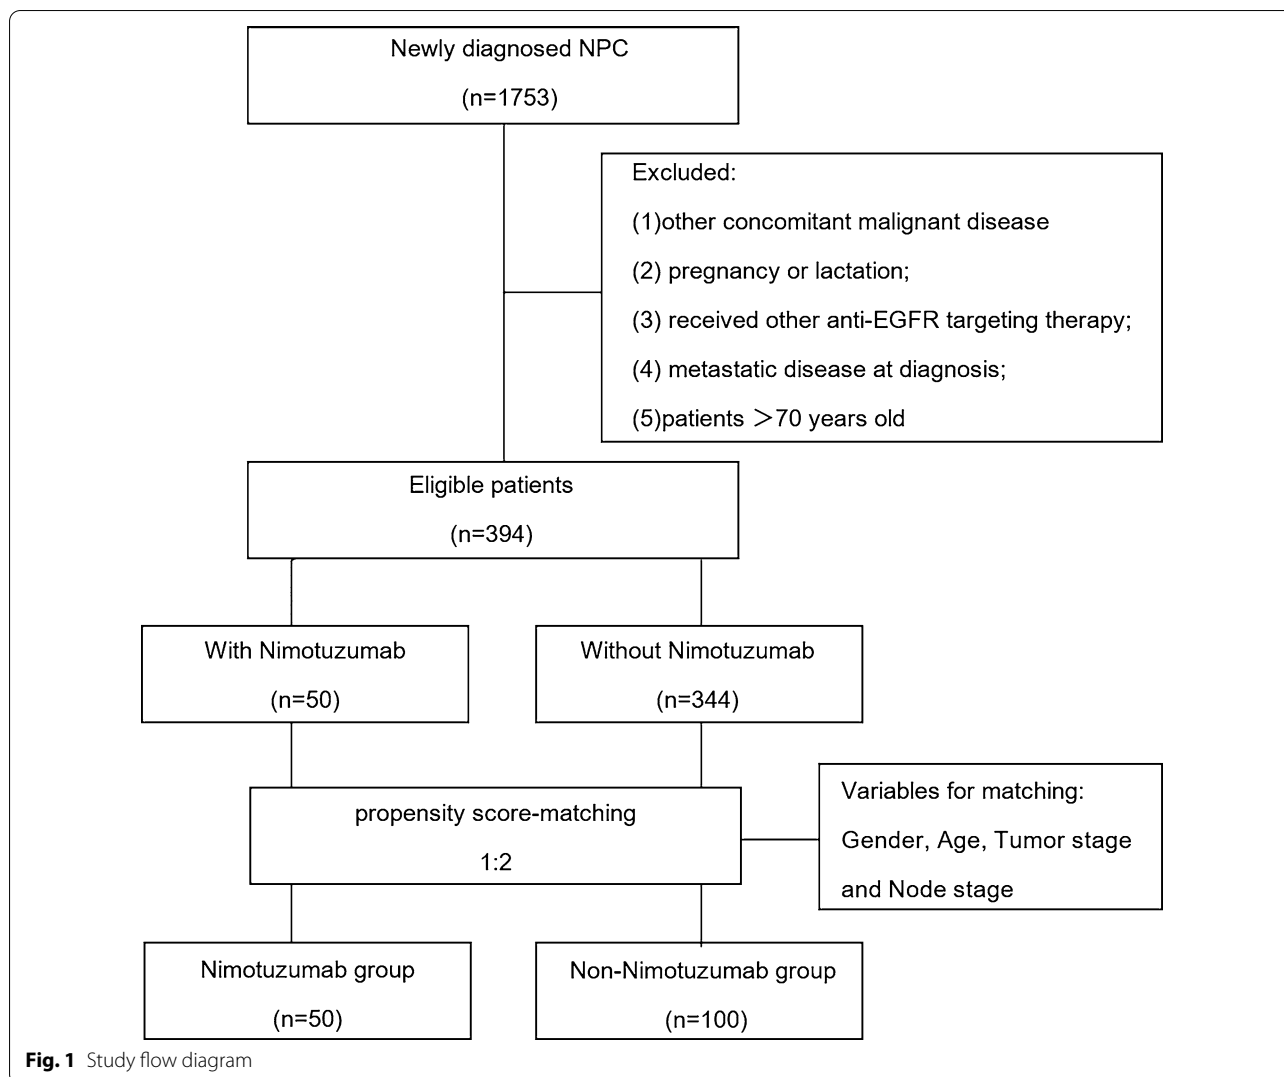 Newly diagnosed NPC
(n=1753)
Excluded:
(1)other concomitant malignant disease
(2) pregnancy or lactation;
(3) received other anti-EGFR targeting therapy;
(4) metastatic disease at diagnosis;
(5)patients >70 years old
Eligible patients
(n=394)
With Nimotuzumab
(n=50)
Without Nimotuzumab
(n=344)
propensity score-matching
1:2
Variables for matching:
Gender, Age, Tumor stage
and Node stage
Nimotuzumab group
(n=50)
Non-Nimotuzumab group
(n=100)
Fig. 1 Study flow diagram